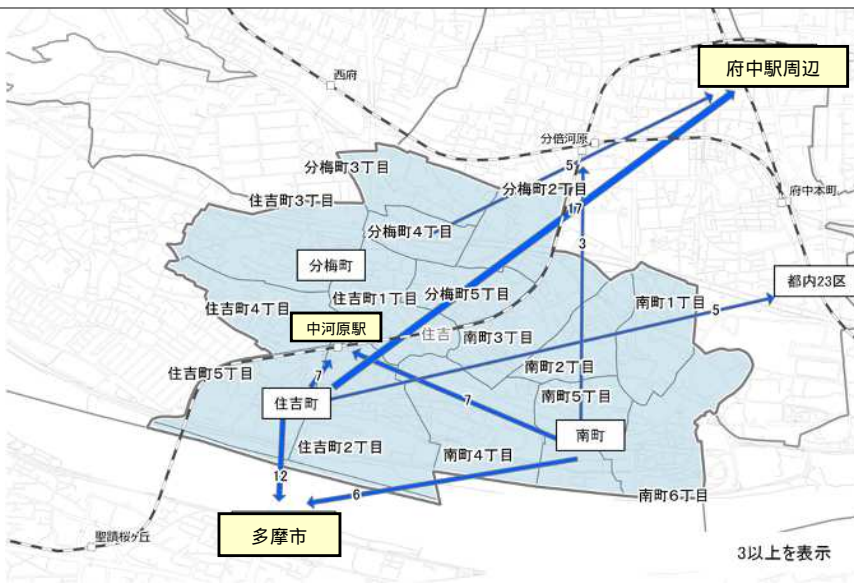 府中駅周辺
西府
分倍河原
5
分梅町3丁目
分梅町2丁目
住吉町3丁目
府中本町
17
分梅町4丁目
3
分梅町
都内23区
住吉町1丁目
分梅町5丁目
南町1丁目
住吉町4丁目
5
中河原駅
住吉
南町3丁目
南町2丁目
住吉町5丁目
7
南町5丁目
住吉町
7
南町
住吉町2丁目
南町4丁目
12
6
南町6丁目
多摩市
聖蹟桜ヶ丘
3以上を表示